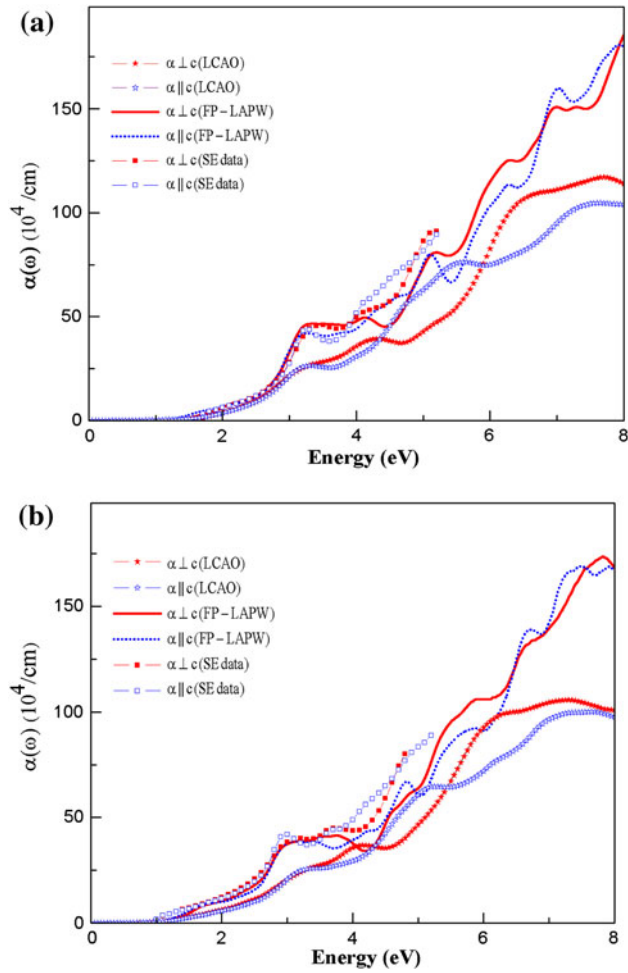 (a)
150
100
50
0
α(ω) (10⁴ /cm)
α⊥c(LCAO)
α∥c(LCAO)
α⊥c(FP−LAPW)
α∥c(FP−LAPW)
α⊥c(SE data)
α∥c(SE data)
0 2 4 6 8
Energy (eV)
(b)
150
100
50
0
α(ω) (10⁴ /cm)
α⊥c(LCAO)
α∥c(LCAO)
α⊥c(FP−LAPW)
α∥c(FP−LAPW)
α⊥c(SE data)
α∥c(SE data)
0 2 4 6 8
Energy (eV)